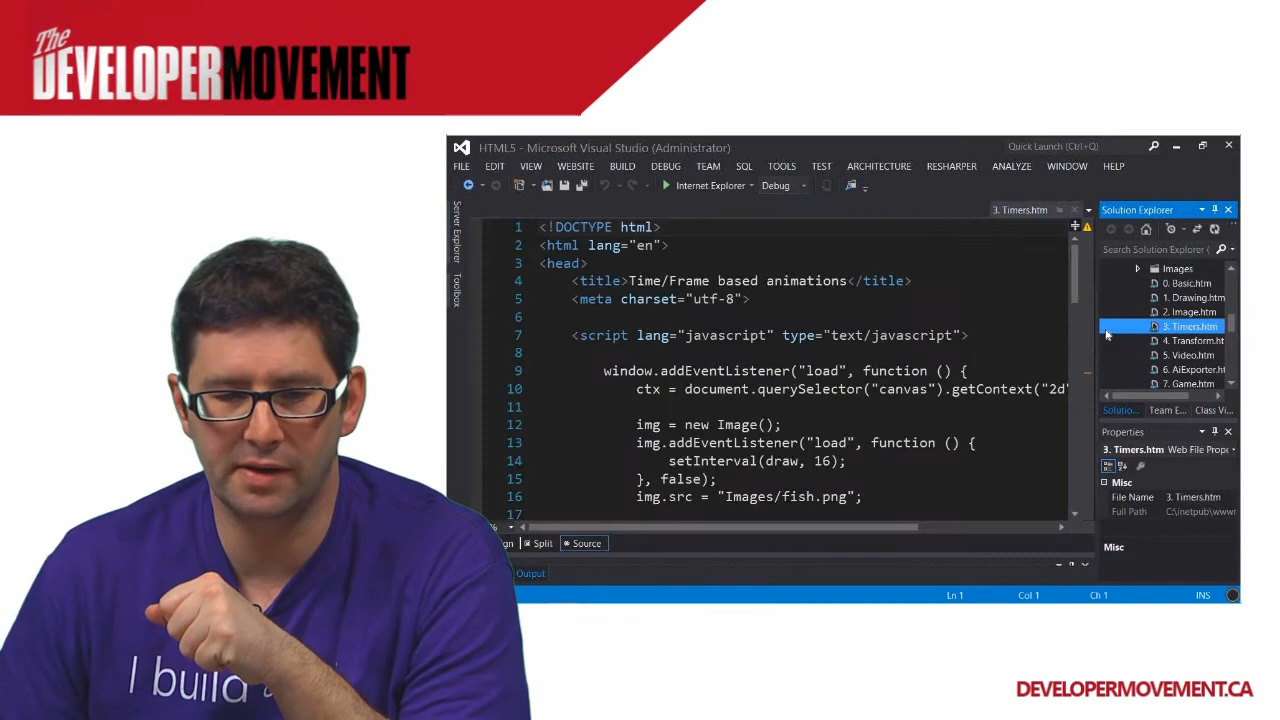 The
DEVELOPERMOVEMENT
HTML5 - Microsoft Visual Studio (Administrator)
Quick Launch (Ctrl+Q)
FILE EDIT VIEW WEBSITE BUILD DEBUG TEAM SQL TOOLS TEST ARCHITECTURE RESHARPER ANALYZE WINDOW HELP
Internet Explorer Debug
Server Explorer
Toolbox
3. Timers.htm
1 <!DOCTYPE html>
2 <html lang="en">
3 <head>
4 <title>Time/Frame based animations</title>
5 <meta charset="utf-8">
6
7 <script lang="javascript" type="text/javascript">
8
9 window.addEventListener("load", function () {
10 ctx = document.querySelector("canvas").getContext("2d"
11
12 img = new Image();
13 img.addEventListener("load", function () {
14 setInterval(draw, 16);
15 }, false);
16 img.src = "Images/fish.png";
17
%
gn Split Source
Output
Solution Explorer
Search Solution Explorer (
Images
0. Basic.htm
1. Drawing.htm
2. Image.htm
3. Timers.htm
4. Transform.ht
5. Video.htm
6. AiExporter.ht
7. Game.htm
Solutio... Team E... Class Vi...
Properties
3. Timers.htm Web File Prope
Misc
File Name 3. Timers.htm
Full Path C:\inetpub\wwwr
Misc
Ln 1 Col 1 Ch 1 INS
I build
DEVELOPERMOVEMENT.CA